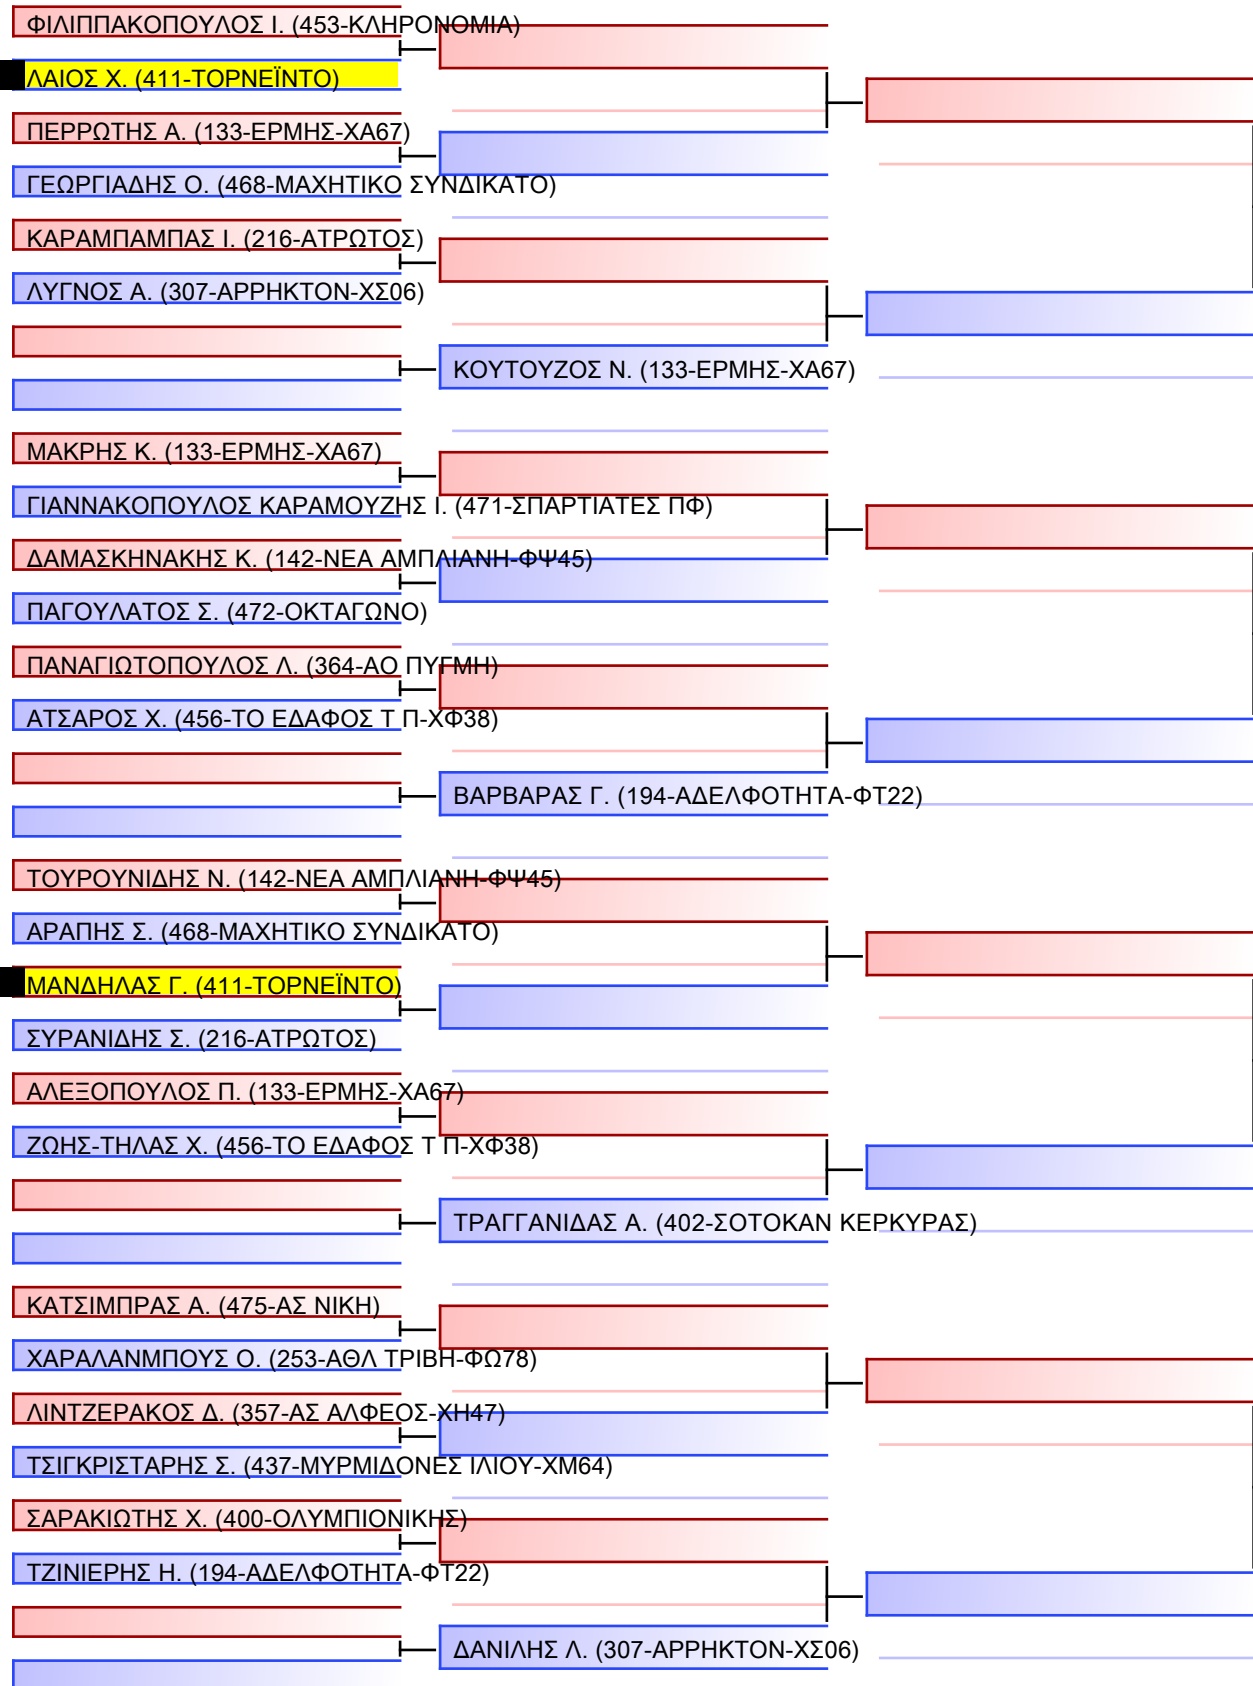 ΦΙΛΙΠΠΑΚΟΠΟΥΛΟΣ Ι. (453-ΚΛΗΡΟΝΟΜΙΑ)
ΛΑΙΟΣ Χ. (411-ΤΟΡΝΕΪΝΤΟ)
ΠΕΡΡΩΤΗΣ Α. (133-ΕΡΜΗΣ-ΧΑ67)
ΓΕΩΡΓΙΑΔΗΣ Ο. (468-ΜΑΧΗΤΙΚΟ ΣΥΝΔΙΚΑΤΟ)
ΚΑΡΑΜΠΑΜΠΑΣ Ι. (216-ΑΤΡΩΤΟΣ)
ΛΥΓΝΟΣ Α. (307-ΑΡΡΗΚΤΟΝ-ΧΣ06)
ΚΟΥΤΟΥΖΟΣ Ν. (133-ΕΡΜΗΣ-ΧΑ67)
ΜΑΚΡΗΣ Κ. (133-ΕΡΜΗΣ-ΧΑ67)
ΓΙΑΝΝΑΚΟΠΟΥΛΟΣ ΚΑΡΑΜΟΥΖΗΣ Ι. (471-ΣΠΑΡΤΙΑΤΕΣ ΠΦ)
ΔΑΜΑΣΚΗΝΑΚΗΣ Κ. (142-ΝΕΑ ΑΜΠΛΙΑΝΗ-ΦΨ45)
ΠΑΓΟΥΛΑΤΟΣ Σ. (472-ΟΚΤΑΓΩΝΟ)
ΠΑΝΑΓΙΩΤΟΠΟΥΛΟΣ Λ. (364-ΑΟ ΠΥΓΜΗ)
ΑΤΣΑΡΟΣ Χ. (456-ΤΟ ΕΔΑΦΟΣ Τ Π-ΧΦ38)
ΒΑΡΒΑΡΑΣ Γ. (194-ΑΔΕΛΦΟΤΗΤΑ-ΦΤ22)
ΤΟΥΡΟΥΝΙΔΗΣ Ν. (142-ΝΕΑ ΑΜΠΛΙΑΝΗ-ΦΨ45)
ΑΡΑΠΗΣ Σ. (468-ΜΑΧΗΤΙΚΟ ΣΥΝΔΙΚΑΤΟ)
ΜΑΝΔΗΛΑΣ Γ. (411-ΤΟΡΝΕΪΝΤΟ)
ΣΥΡΑΝΙΔΗΣ Σ. (216-ΑΤΡΩΤΟΣ)
ΑΛΕΞΟΠΟΥΛΟΣ Π. (133-ΕΡΜΗΣ-ΧΑ67)
ΖΩΗΣ-ΤΗΛΑΣ Χ. (456-ΤΟ ΕΔΑΦΟΣ Τ Π-ΧΦ38)
ΤΡΑΓΓΑΝΙΔΑΣ Α. (402-ΣΟΤΟΚΑΝ ΚΕΡΚΥΡΑΣ)
ΚΑΤΣΙΜΠΡΑΣ Α. (475-ΑΣ ΝΙΚΗ)
ΧΑΡΑΛΑΝΜΠΟΥΣ Ο. (253-ΑΘΛ ΤΡΙΒΗ-ΦΩ78)
ΛΙΝΤΖΕΡΑΚΟΣ Δ. (357-ΑΣ ΑΛΦΕΟΣ-ΧΗ47)
ΤΣΙΓΚΡΙΣΤΑΡΗΣ Σ. (437-ΜΥΡΜΙΔΟΝΕΣ ΙΛΙΟΥ-ΧΜ64)
ΣΑΡΑΚΙΩΤΗΣ Χ. (400-ΟΛΥΜΠΙΟΝΙΚΗΣ)
ΤΖΙΝΙΕΡΗΣ Η. (194-ΑΔΕΛΦΟΤΗΤΑ-ΦΤ22)
ΔΑΝΙΛΗΣ Λ. (307-ΑΡΡΗΚΤΟΝ-ΧΣ06)